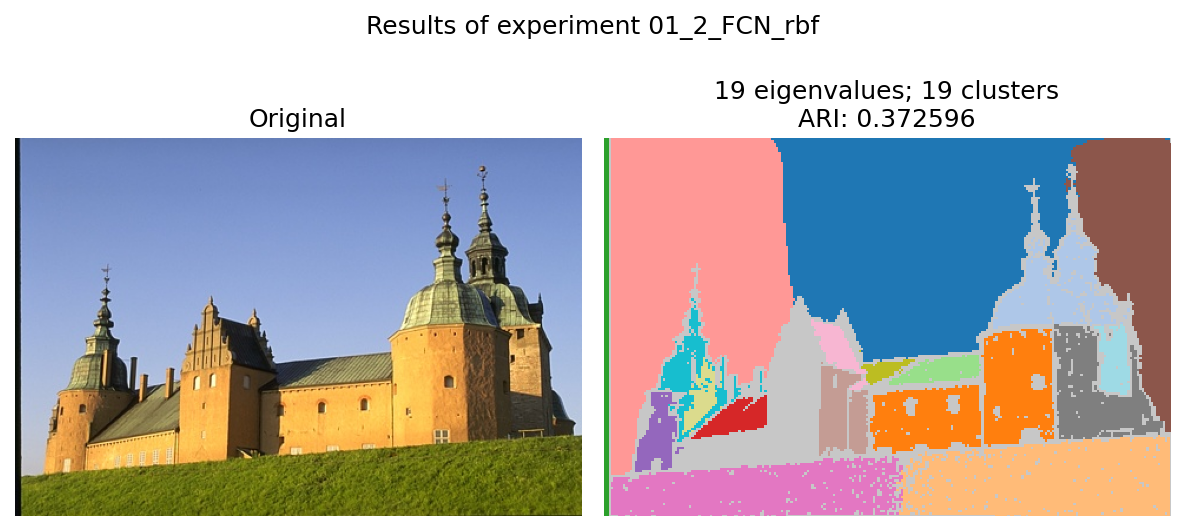 Results of experiment 01_2_FCN_rbf
Original
19 eigenvalues; 19 clusters
ARI: 0.372596